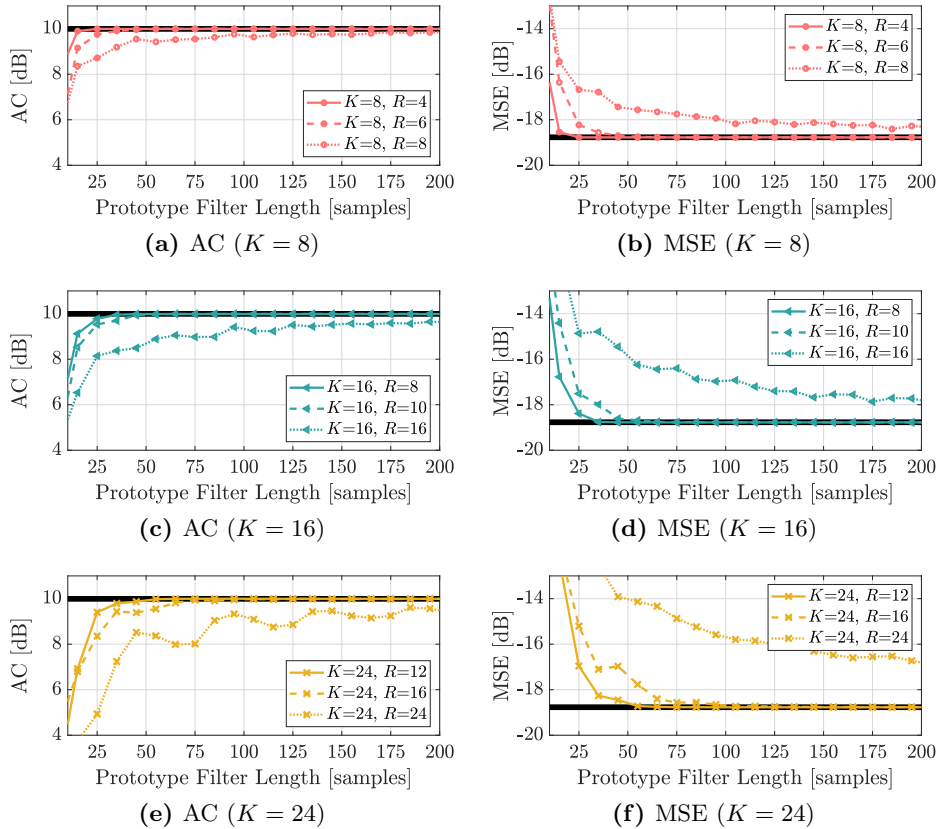 10
8
6
4
AC [dB]
K=8, R=4
K=8, R=6
K=8, R=8
25 50 75 100 125 150 175 200
Prototype Filter Length [samples]
(a) AC (K = 8)
-14
-16
-18
-20
MSE [dB]
K=8, R=4
K=8, R=6
K=8, R=8
25 50 75 100 125 150 175 200
Prototype Filter Length [samples]
(b) MSE (K = 8)
10
8
6
4
AC [dB]
K=16, R=8
K=16, R=10
K=16, R=16
25 50 75 100 125 150 175 200
Prototype Filter Length [samples]
(c) AC (K = 16)
-14
-16
-18
-20
MSE [dB]
K=16, R=8
K=16, R=10
K=16, R=16
25 50 75 100 125 150 175 200
Prototype Filter Length [samples]
(d) MSE (K = 16)
10
8
6
4
AC [dB]
K=24, R=12
K=24, R=16
K=24, R=24
25 50 75 100 125 150 175 200
Prototype Filter Length [samples]
(e) AC (K = 24)
-14
-16
-18
-20
MSE [dB]
K=24, R=12
K=24, R=16
K=24, R=24
25 50 75 100 125 150 175 200
Prototype Filter Length [samples]
(f) MSE (K = 24)